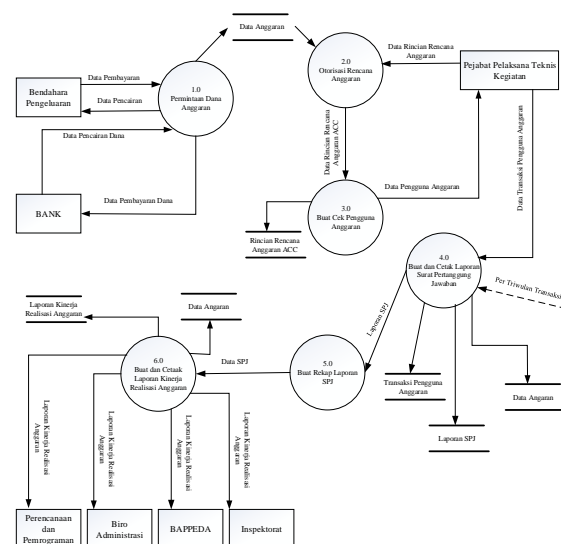 Data Anggaran
2.0
Otorisasi Rencana
Anggaran
Data Rincian Rencana
Anggaran
Pejabat Pelaksana Teknis
Kegiatan
Bendahara
Pengeluaran
Data Pembayaran
Data Pencairan
1.0
Permintaan Dana
Anggaran
Data Pencairan Dana
BANK
Data Pembayaran Dana
Data Rincian Rencana
Anggaran ACC
Data Pengguna Anggaran
Data Transaksi Pengguna Anggaran
3.0
Buat Cek Pengguna
Anggaran
Rincian Rencana
Anggaran ACC
4.0
Buat dan Cetak Laporan
Surat Pertanggung
Jawaban
Per Triwulan Transaksi
Laporan Kinerja
Realisasi Anggaran
Data Angaran
6.0
Buat dan Cetaak
Laporan Kinerja
Realisasi Anggaran
Data SPJ
5.0
Buat Rekap Laporan
SPJ
Laporan SPJ
Transaksi Pengguna
Anggaran
Data Angaran
Laporan SPJ
Laporan Kinerja Realisasi
Anggaran
Laporan Kinerja Realisasi
Anggaran
Laporan Kinerja Realisasi
Anggaran
Laporan Kinerja Realisasi
Anggaran
Perencanaan
dan
Pemrograman
Biro
Administrasi
BAPPEDA
Inspektorat